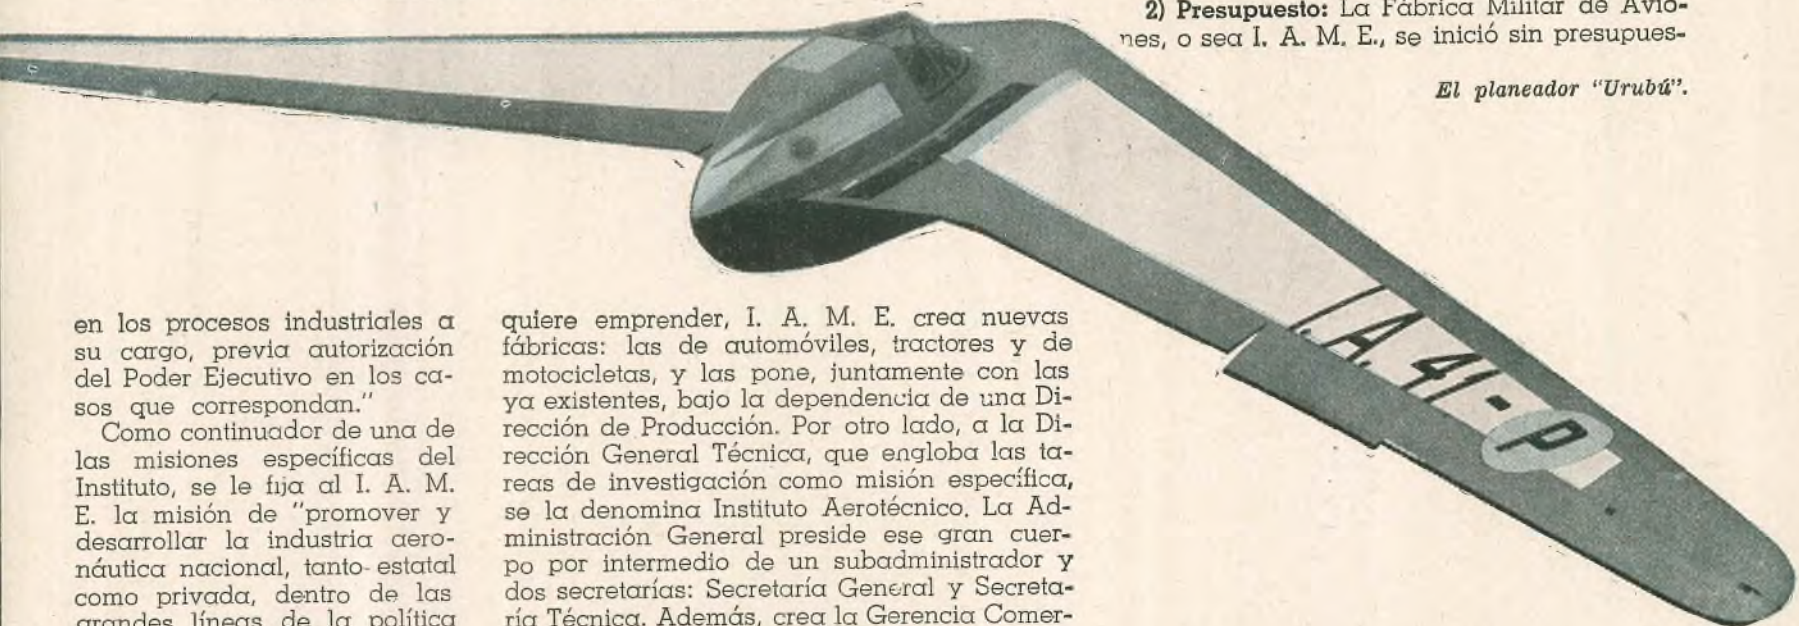 2) Presupuesto: La Fábrica Militar de Avio-
nes, o sea I. A. M. E., se inició sin presupues-
El planeador "Urubú".
I. A. 41 - P
en los procesos industriales a
su cargo, previa autorización
del Poder Ejecutivo en los ca-
sos que correspondan."
Como continuador de una de
las misiones específicas del
Instituto, se le fija al I. A. M.
E. la misión de "promover y
desarrollar la industria aero-
náutica nacional, tanto estatal
como privada, dentro de las
grandes líneas de la política
quiere emprender, I. A. M. E. crea nuevas
fábricas: las de automóviles, tractores y de
motocicletas, y las pone, juntamente con las
ya existentes, bajo la dependencia de una Di-
rección de Producción. Por otro lado, a la Di-
rección General Técnica, que engloba las ta-
reas de investigación como misión específica,
se la denomina Instituto Aerotécnico. La Ad-
ministración General preside ese gran cuer-
po por intermedio de un subadministrador y
dos secretarías: Secretaría General y Secreta-
ría Técnica. Además, crea la Gerencia Comer-